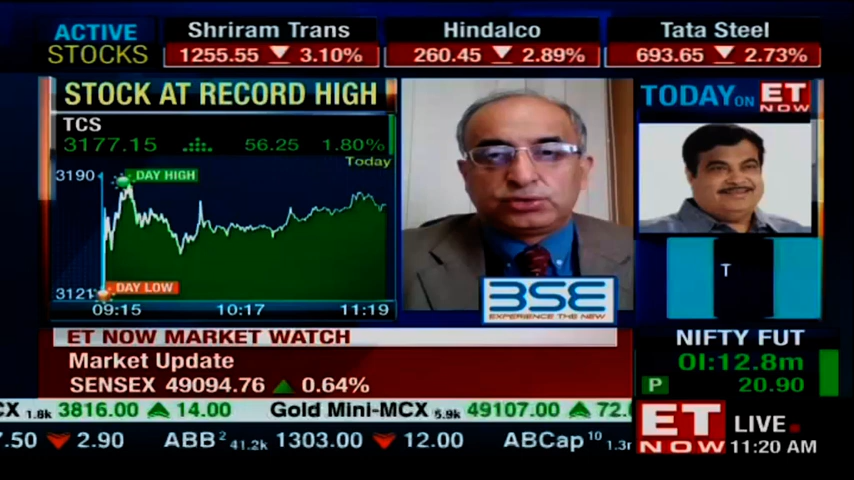 ACTIVE
STOCKS
Shriram Trans
1255.55 3.10%
Hindalco
260.45 2.89%
Tata Steel
693.65 2.73%
STOCK AT RECORD HIGH
TCS
3177.15 56.25 1.80%
Today
3190
DAY HIGH
DAY LOW
3121
09:15 10:17 11:19
BSE
EXPERIENCE THE NEW
TODAY ON ET NOW
T
ET NOW MARKET WATCH
Market Update
SENSEX 49094.76 0.64%
NIFTY FUT
OI:12.8m
P 20.90
CX 1.8k 3816.00 14.00 Gold Mini-MCX 5.9k 49107.00 72.0
7.50 2.90 ABB 2 41.2k 1303.00 12.00 ABCap 10 1.3m
ET NOW
LIVE
11:20 AM